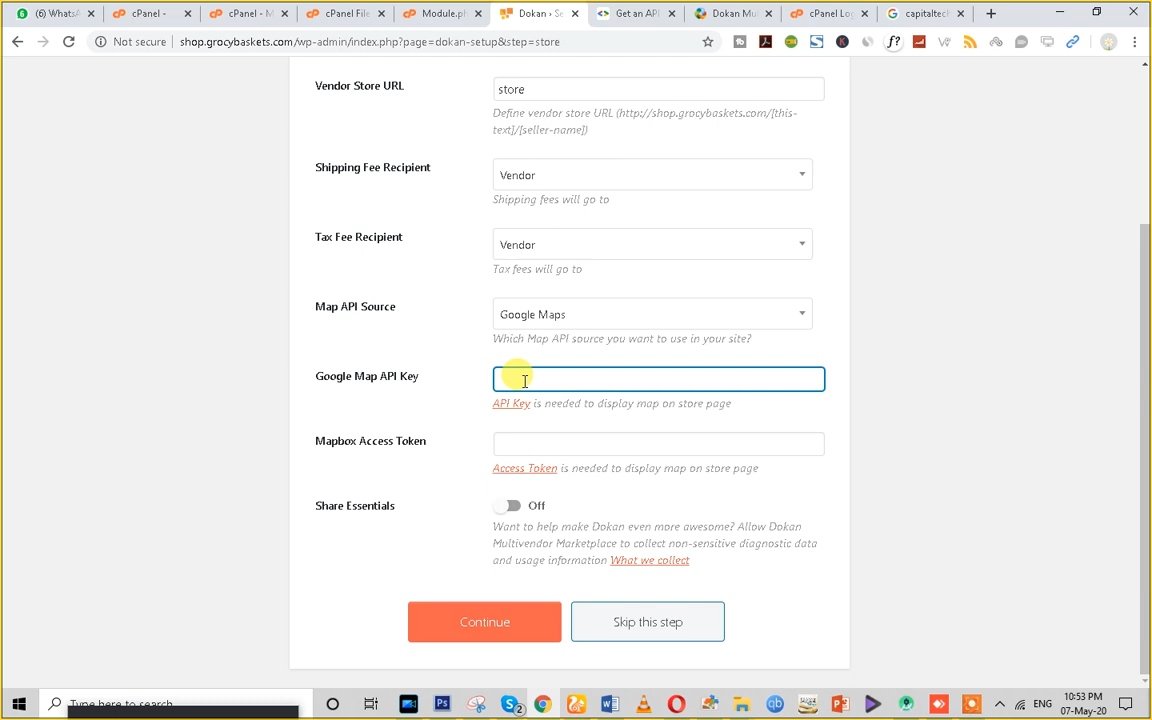 (6) WhatsA
cPanel -
cPanel - M
cPanel File
Module.ph
Dokan › Se
Get an API
Dokan Mul
cPanel Log
capitaltech
Not secure
shop.grocybaskets.com/wp-admin/index.php?page=dokan-setup&step=store
Vendor Store URL
store
Define vendor store URL (http://shop.grocybaskets.com/[this-
text]/[seller-name])
Shipping Fee Recipient
Vendor
Shipping fees will go to
Tax Fee Recipient
Vendor
Tax fees will go to
Map API Source
Google Maps
Which Map API source you want to use in your site?
Google Map API Key
API Key is needed to display map on store page
Mapbox Access Token
Access Token is needed to display map on store page
Share Essentials
Off
Want to help make Dokan even more awesome? Allow Dokan
Multivendor Marketplace to collect non-sensitive diagnostic data
and usage information What we collect
Continue
Skip this step
Type here to search
ENG
10:53 PM
07-May-20